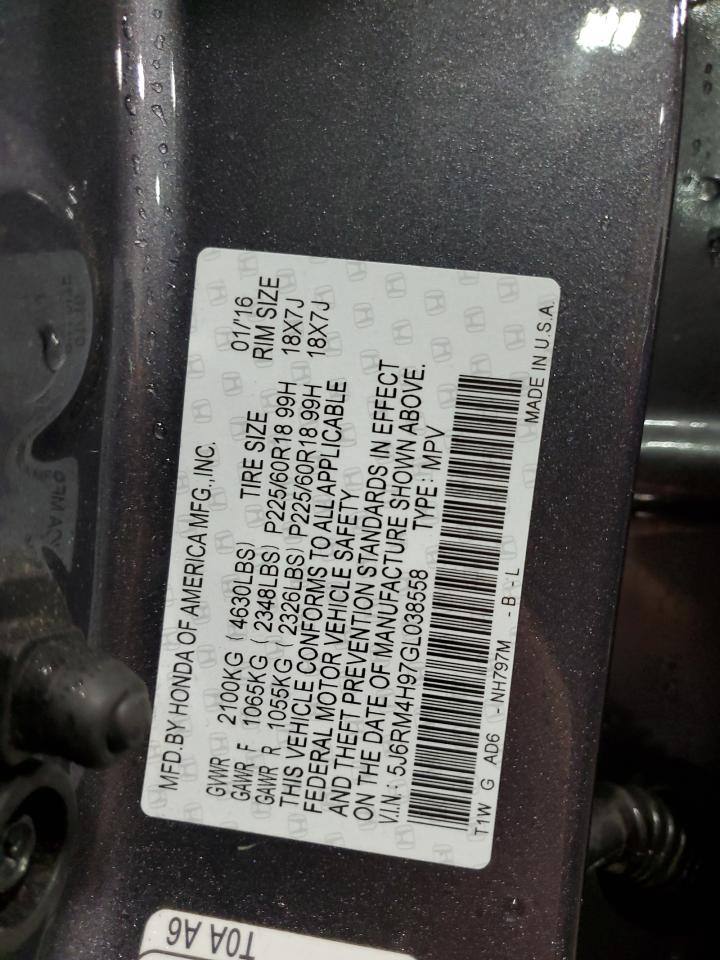 MFD.BY HONDA OF AMERICA MFG.,INC. 01/'16
GVWR 2100KG ( 4630LBS) TIRE SIZE RIM SIZE
GAWR F 1065KG ( 2348LBS) P225/60R18 99H 18X7J
GAWR R 1055KG ( 2326LBS) P225/60R18 99H 18X7J
THIS VEHICLE CONFORMS TO ALL APPLICABLE
FEDERAL MOTOR VEHICLE SAFETY
AND THEFT PREVENTION STANDARDS IN EFFECT
ON THE DATE OF MANUFACTURE SHOWN ABOVE.
V.I.N.: 5J6RM4H97GL038558 TYPE: MPV
T1W G AD6 -NH797M -B - L MADE IN U.S.A.
T0A A6